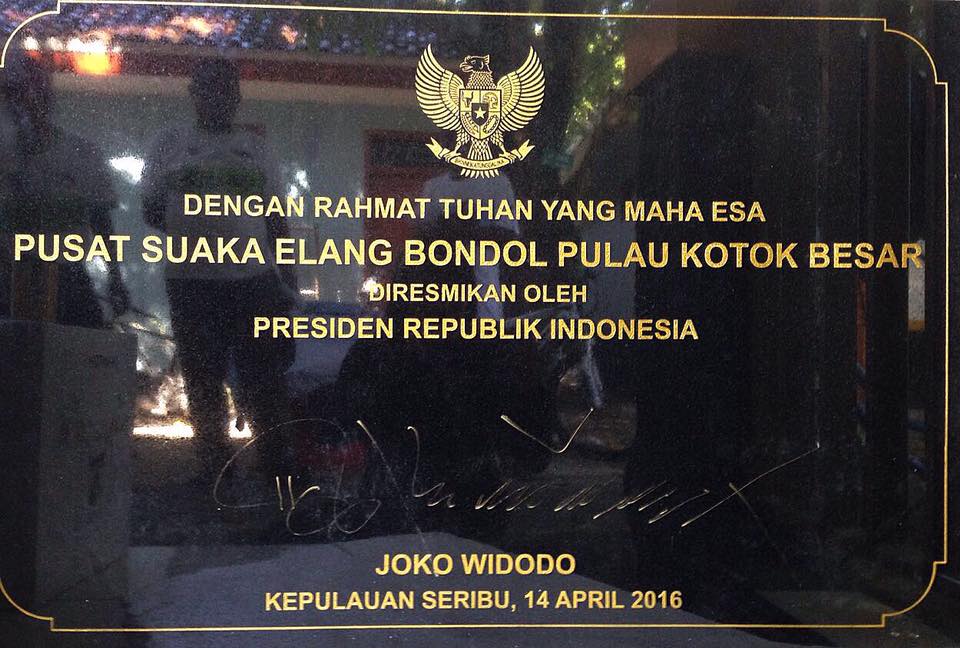 DENGAN RAHMAT TUHAN YANG MAHA ESA
PUSAT SUAKA ELANG BONDOL PULAU KOTOK BESAR
DIRESMIKAN OLEH
PRESIDEN REPUBLIK INDONESIA
JOKO WIDODO
KEPULAUAN SERIBU, 14 APRIL 2016